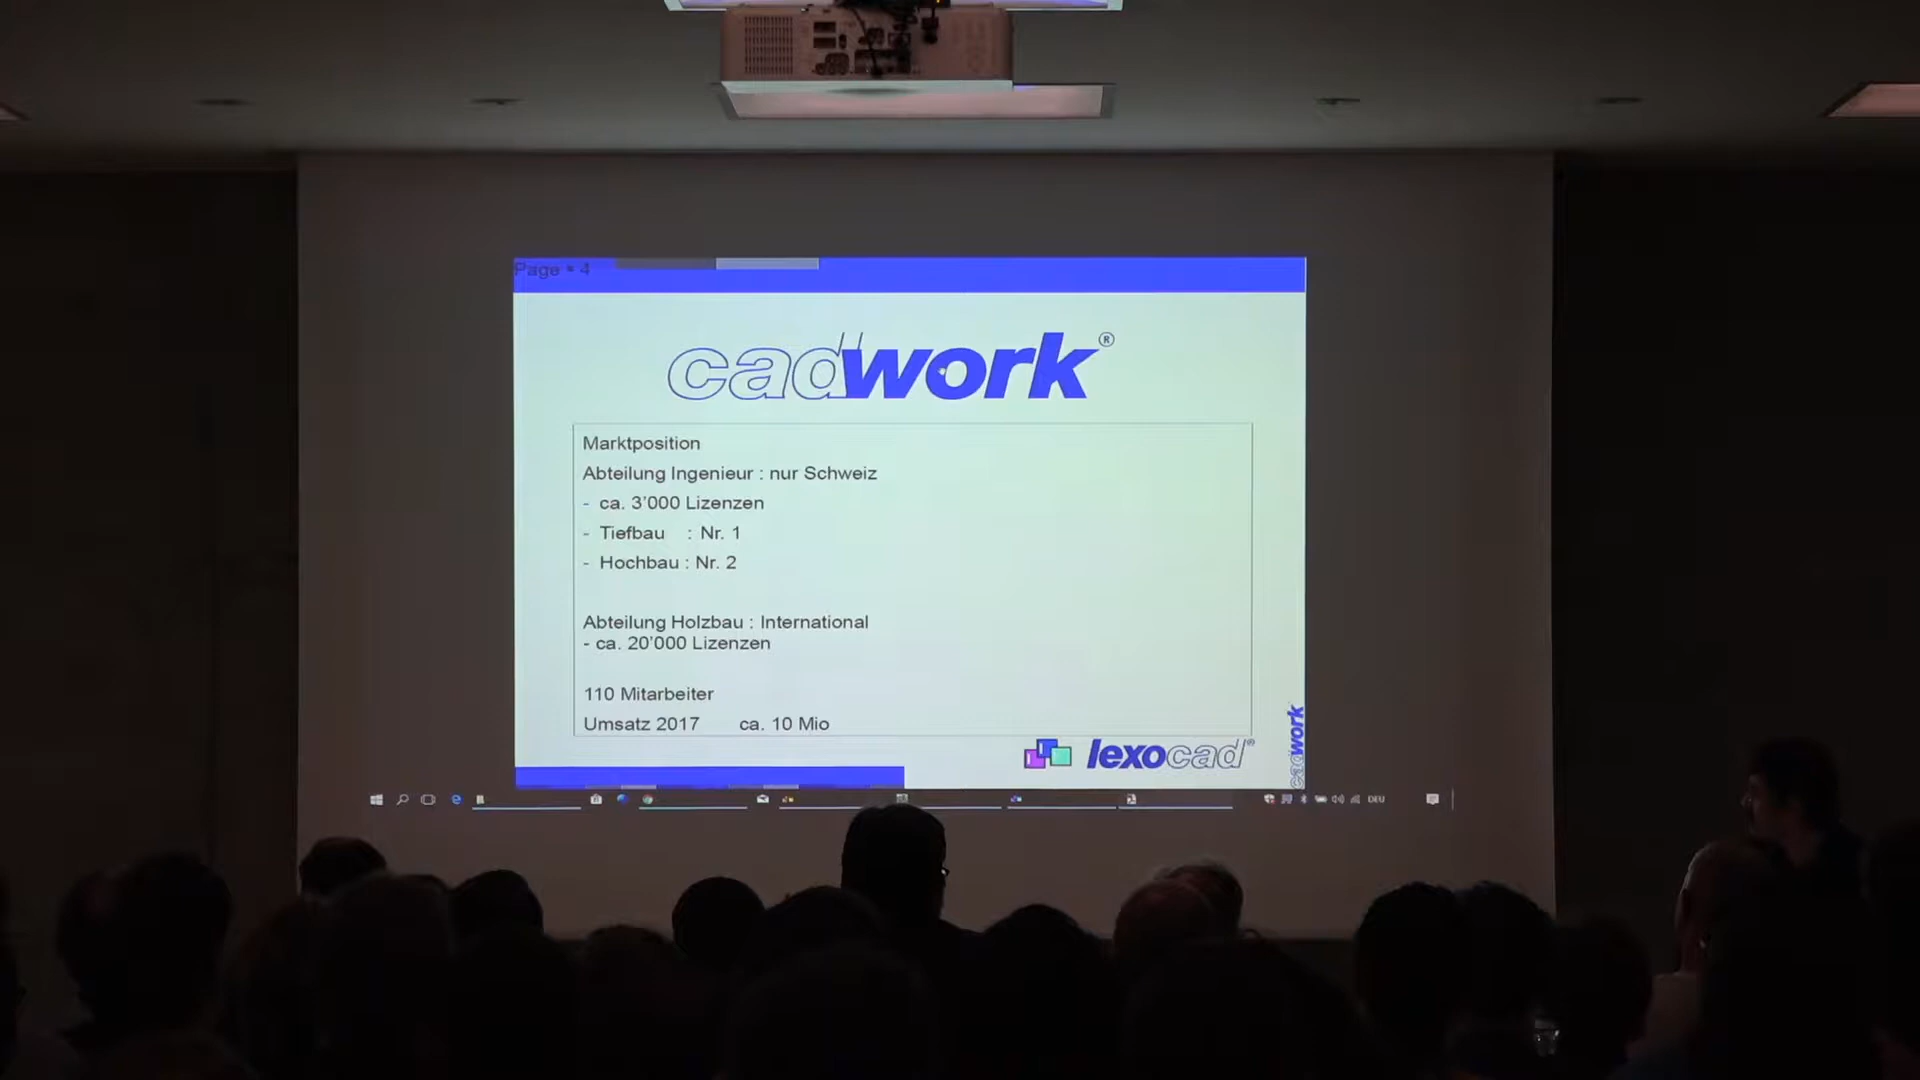 Page ▪ 4
cadwork®
Marktposition
Abteilung Ingenieur : nur Schweiz
- ca. 3’000 Lizenzen
- Tiefbau : Nr. 1
- Hochbau : Nr. 2
Abteilung Holzbau : International
- ca. 20’000 Lizenzen
110 Mitarbeiter
Umsatz 2017 ca. 10 Mio
lexocad®
cadwork
DEU